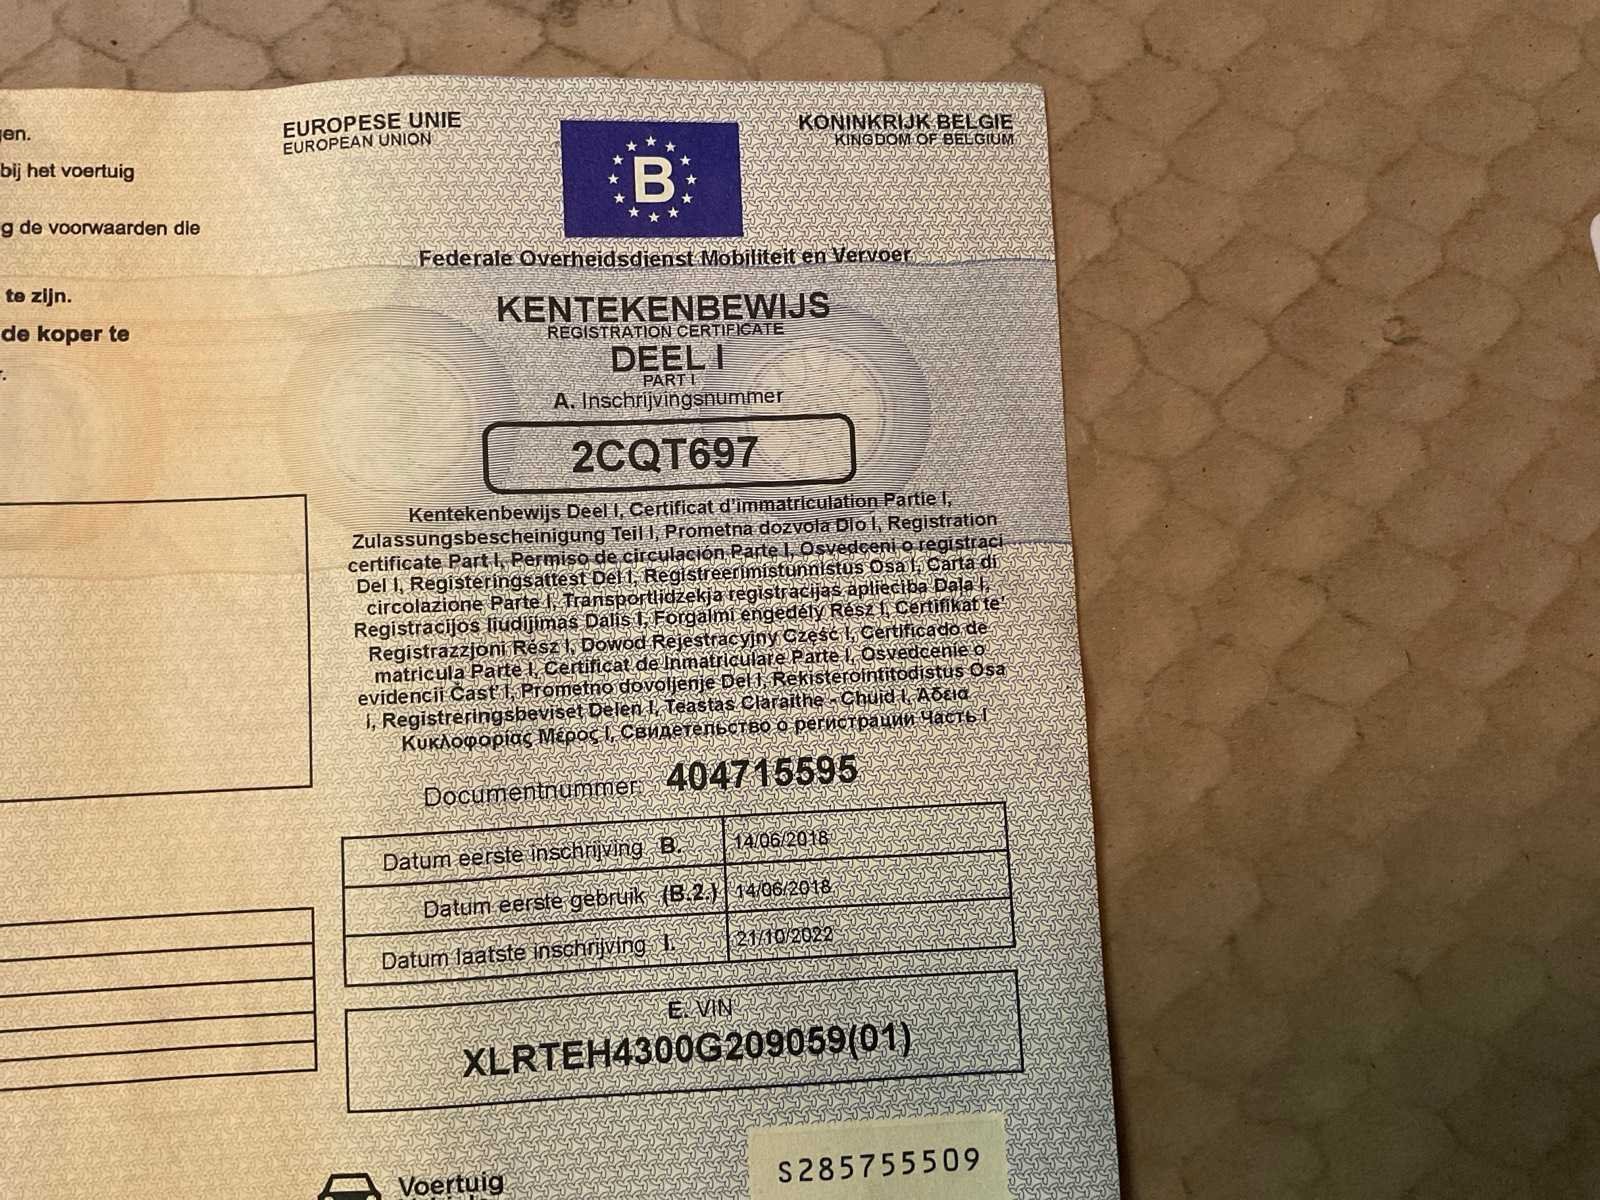 gen.
bij het voertuig
g de voorwaarden die
te zijn.
de koper te
r.
EUROPESE UNIE
EUROPEAN UNION
B
KONINKRIJK BELGIE
KINGDOM OF BELGIUM
Federale Overheidsdienst Mobiliteit en Vervoer
KENTEKENBEWIJS
REGISTRATION CERTIFICATE
DEEL I
PART I
A. Inschrijvingsnummer
2CQT697
Kentekenbewijs Deel I, Certificat d'immatriculation Partie I,
Zulassungsbescheinigung Teil I, Prometna dozvola Dio I, Registration
certificate Part I, Permiso de circulación Parte I, Osvedceni o registraci
Del I, Registeringsattest Del I, Registreerimistunnistus Osa I, Carta di
circolazione Parte I, Transportlidzekja registracijas aplieciba Dala I,
Registracijos liudijimas Dalis I, Forgalmi engedély Rész I, Certifikat te'
Registrazzjoni Rész I, Dowod Rejestracyjny Część I, Certificado de
matricula Parte I, Certificat de Inmatriculare Parte I, Osvedcenie o
evidencii Časť I, Prometno dovoljenje Del I, Rekisterointitodistus Osa
I, Registreringsbeviset Delen I, Teastas Claraithe - Chuid I, Άδεια
Κυκλοφορίας Μέρος I, Свидетельство о регистрации Часть I
Documentnummer: 404715595
Datum eerste inschrijving B. 14/06/2018
Datum eerste gebruik (B.2.) 14/06/2018
Datum laatste inschrijving I. 21/10/2022
E. VIN
XLRTEH4300G209059(01)
S285755509
Voertuig